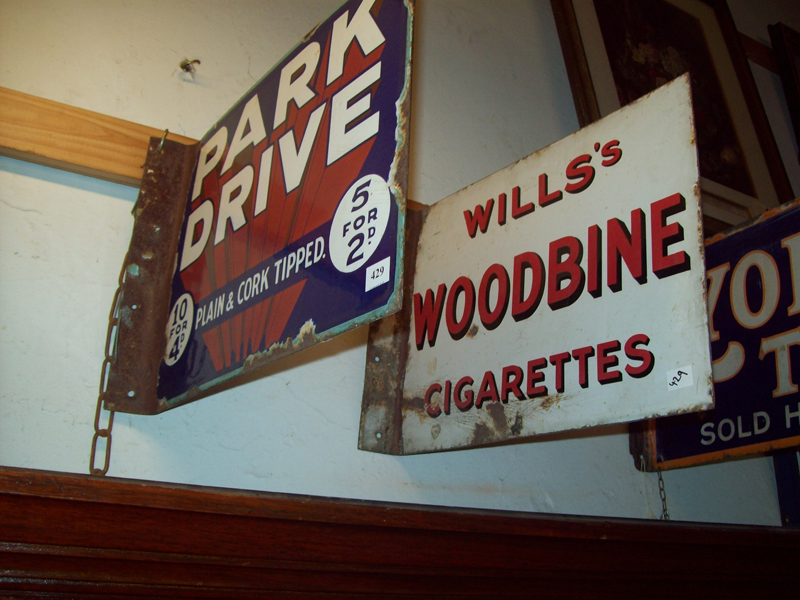 PARK
DRIVE
5
FOR
2D.
PLAIN & CORK TIPPED.
10
FOR
4D
429
WILLS'S
WOODBINE
CIGARETTES
429
SOLD